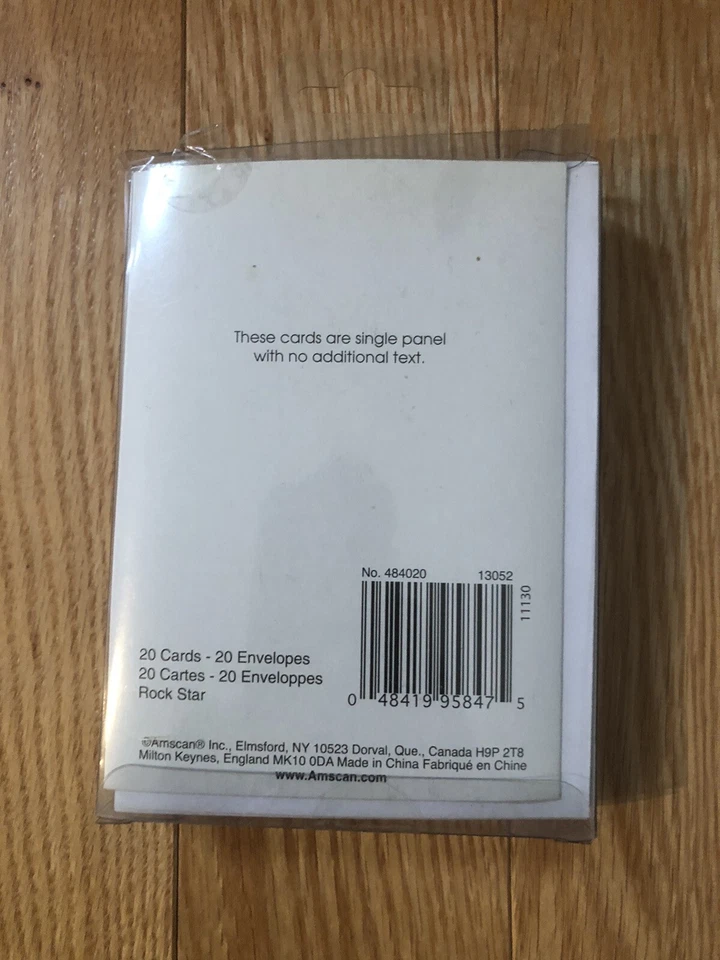 These cards are single panel
with no additional text.
No. 484020 13052
11130
0 48419 95847 5
20 Cards - 20 Envelopes
20 Cartes - 20 Enveloppes
Rock Star
©Amscan® Inc., Elmsford, NY 10523 Dorval, Que., Canada H9P 2T8
Milton Keynes, England MK10 0DA Made in China Fabriqué en Chine
www.Amscan.com